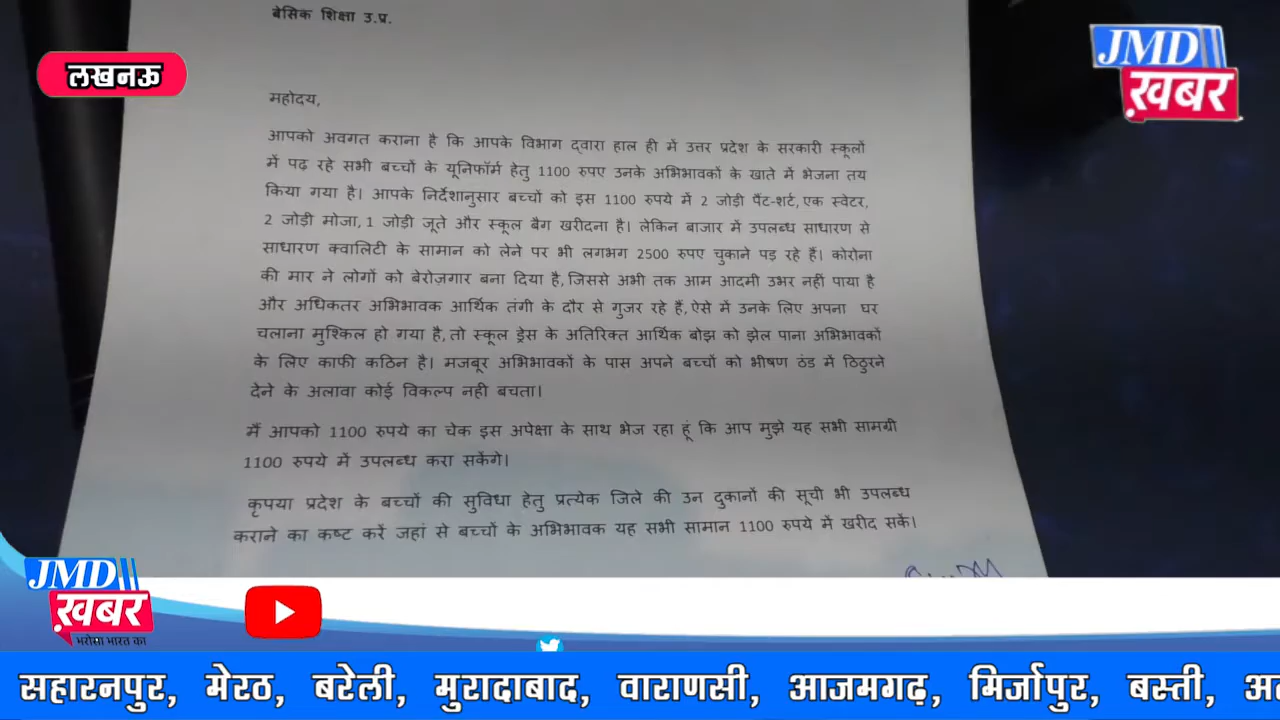 बेसिक शिक्षा उ.प्र.
लखनऊ
JMD
ख़बर
महोदय,
आपको अवगत कराना है कि आपके विभाग द्वारा हाल ही में उत्तर प्रदेश के सरकारी स्कूलों
में पढ़ रहे सभी बच्चों के यूनिफॉर्म हेतु 1100 रुपए उनके अभिभावकों के खाते में भेजना तय
किया गया है। आपके निर्देशानुसार बच्चों को इस 1100 रुपये में 2 जोड़ी पैंट-शर्ट, एक स्वेटर,
2 जोड़ी मोजा, 1 जोड़ी जूते और स्कूल बैग खरीदना है। लेकिन बाजार में उपलब्ध साधारण से
साधारण क्वालिटी के सामान को लेने पर भी लगभग 2500 रुपए चुकाने पड़ रहे हैं। कोरोना
की मार ने लोगों को बेरोज़गार बना दिया है, जिससे अभी तक आम आदमी उभर नहीं पाया है
और अधिकतर अभिभावक आर्थिक तंगी के दौर से गुजर रहे हैं, ऐसे में उनके लिए अपना घर
चलाना मुश्किल हो गया है, तो स्कूल ड्रेस के अतिरिक्त आर्थिक बोझ को झेल पाना अभिभावकों
के लिए काफी कठिन है। मजबूर अभिभावकों के पास अपने बच्चों को भीषण ठंड में ठिठुरने
देने के अलावा कोई विकल्प नही बचता।
मैं आपको 1100 रुपये का चेक इस अपेक्षा के साथ भेज रहा हूं कि आप मुझे यह सभी सामग्री
1100 रुपये में उपलब्ध करा सकेंगे।
कृपया प्रदेश के बच्चों की सुविधा हेतु प्रत्येक जिले की उन दुकानों की सूची भी उपलब्ध
कराने का कष्ट करें जहां से बच्चों के अभिभावक यह सभी सामान 1100 रुपये में खरीद सकें।
JMD
ख़बर
भरोसा भारत का
सहारनपुर, मेरठ, बरेली, मुरादाबाद, वाराणसी, आजमगढ़, मिर्जापुर, बस्ती,